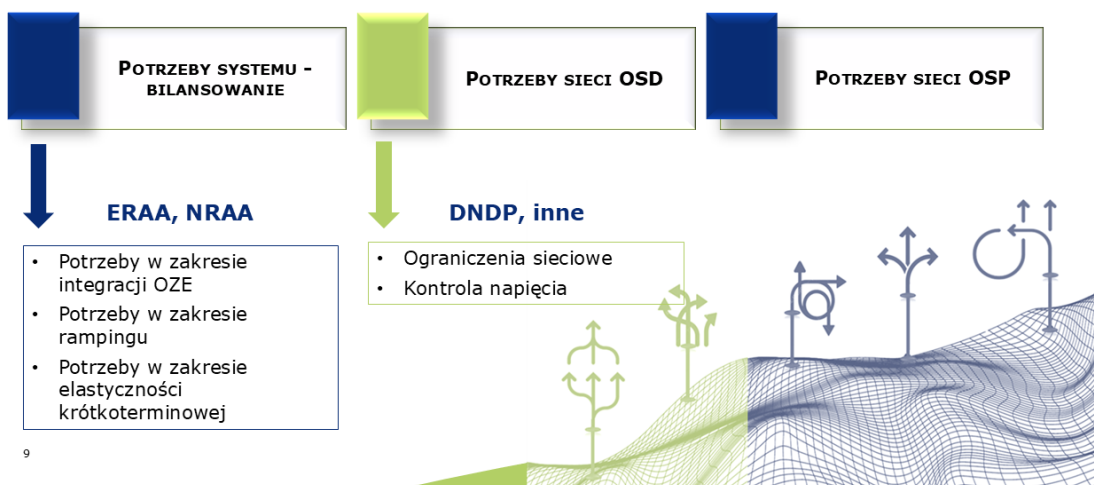 POTRZEBY SYSTEMU –
BILANSOWANIE
POTRZEBY SIECI OSD
POTRZEBY SIECI OSP
ERAA, NRAA
• Potrzeby w zakresie
integracji OZE
• Potrzeby w zakresie
rampingu
• Potrzeby w zakresie
elastyczności
krótkoterminowej
DNDP, inne
• Ograniczenia sieciowe
• Kontrola napięcia
9